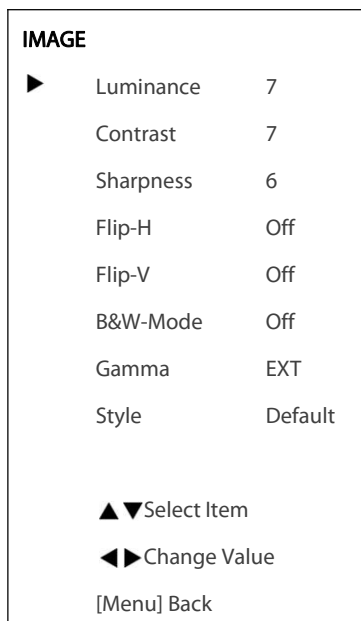 IMAGE
▶ Luminance 7
Contrast 7
Sharpness 6
Flip-H Off
Flip-V Off
B&W-Mode Off
Gamma EXT
Style Default
▲▼Select Item
◀▶Change Value
[Menu] Back